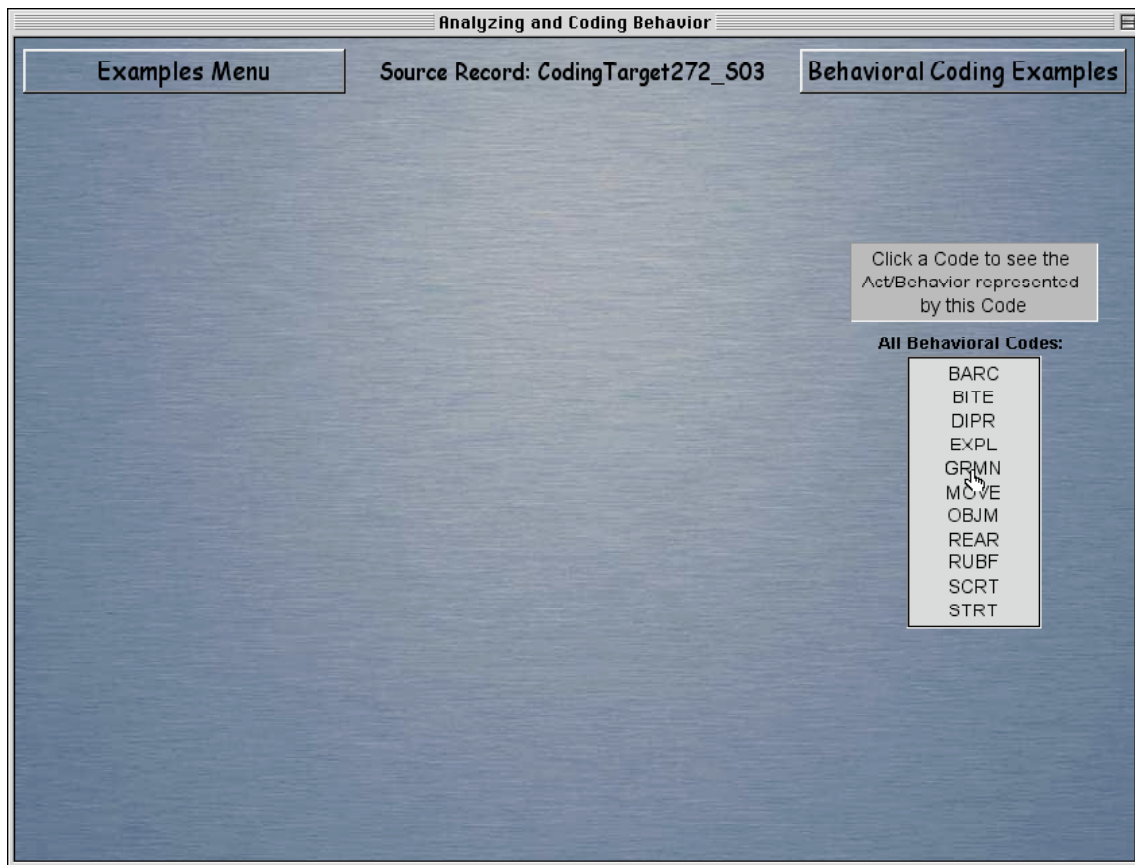 Analyzing and Coding Behavior
Examples Menu
Source Record: CodingTarget272_S03
Behavioral Coding Examples
Click a Code to see the
Act/Behavior represented
by this Code
All Behavioral Codes:
BARC
BITE
DIPR
EXPL
GRMN
MOVE
OBJM
REAR
RUBF
SCRT
STRT